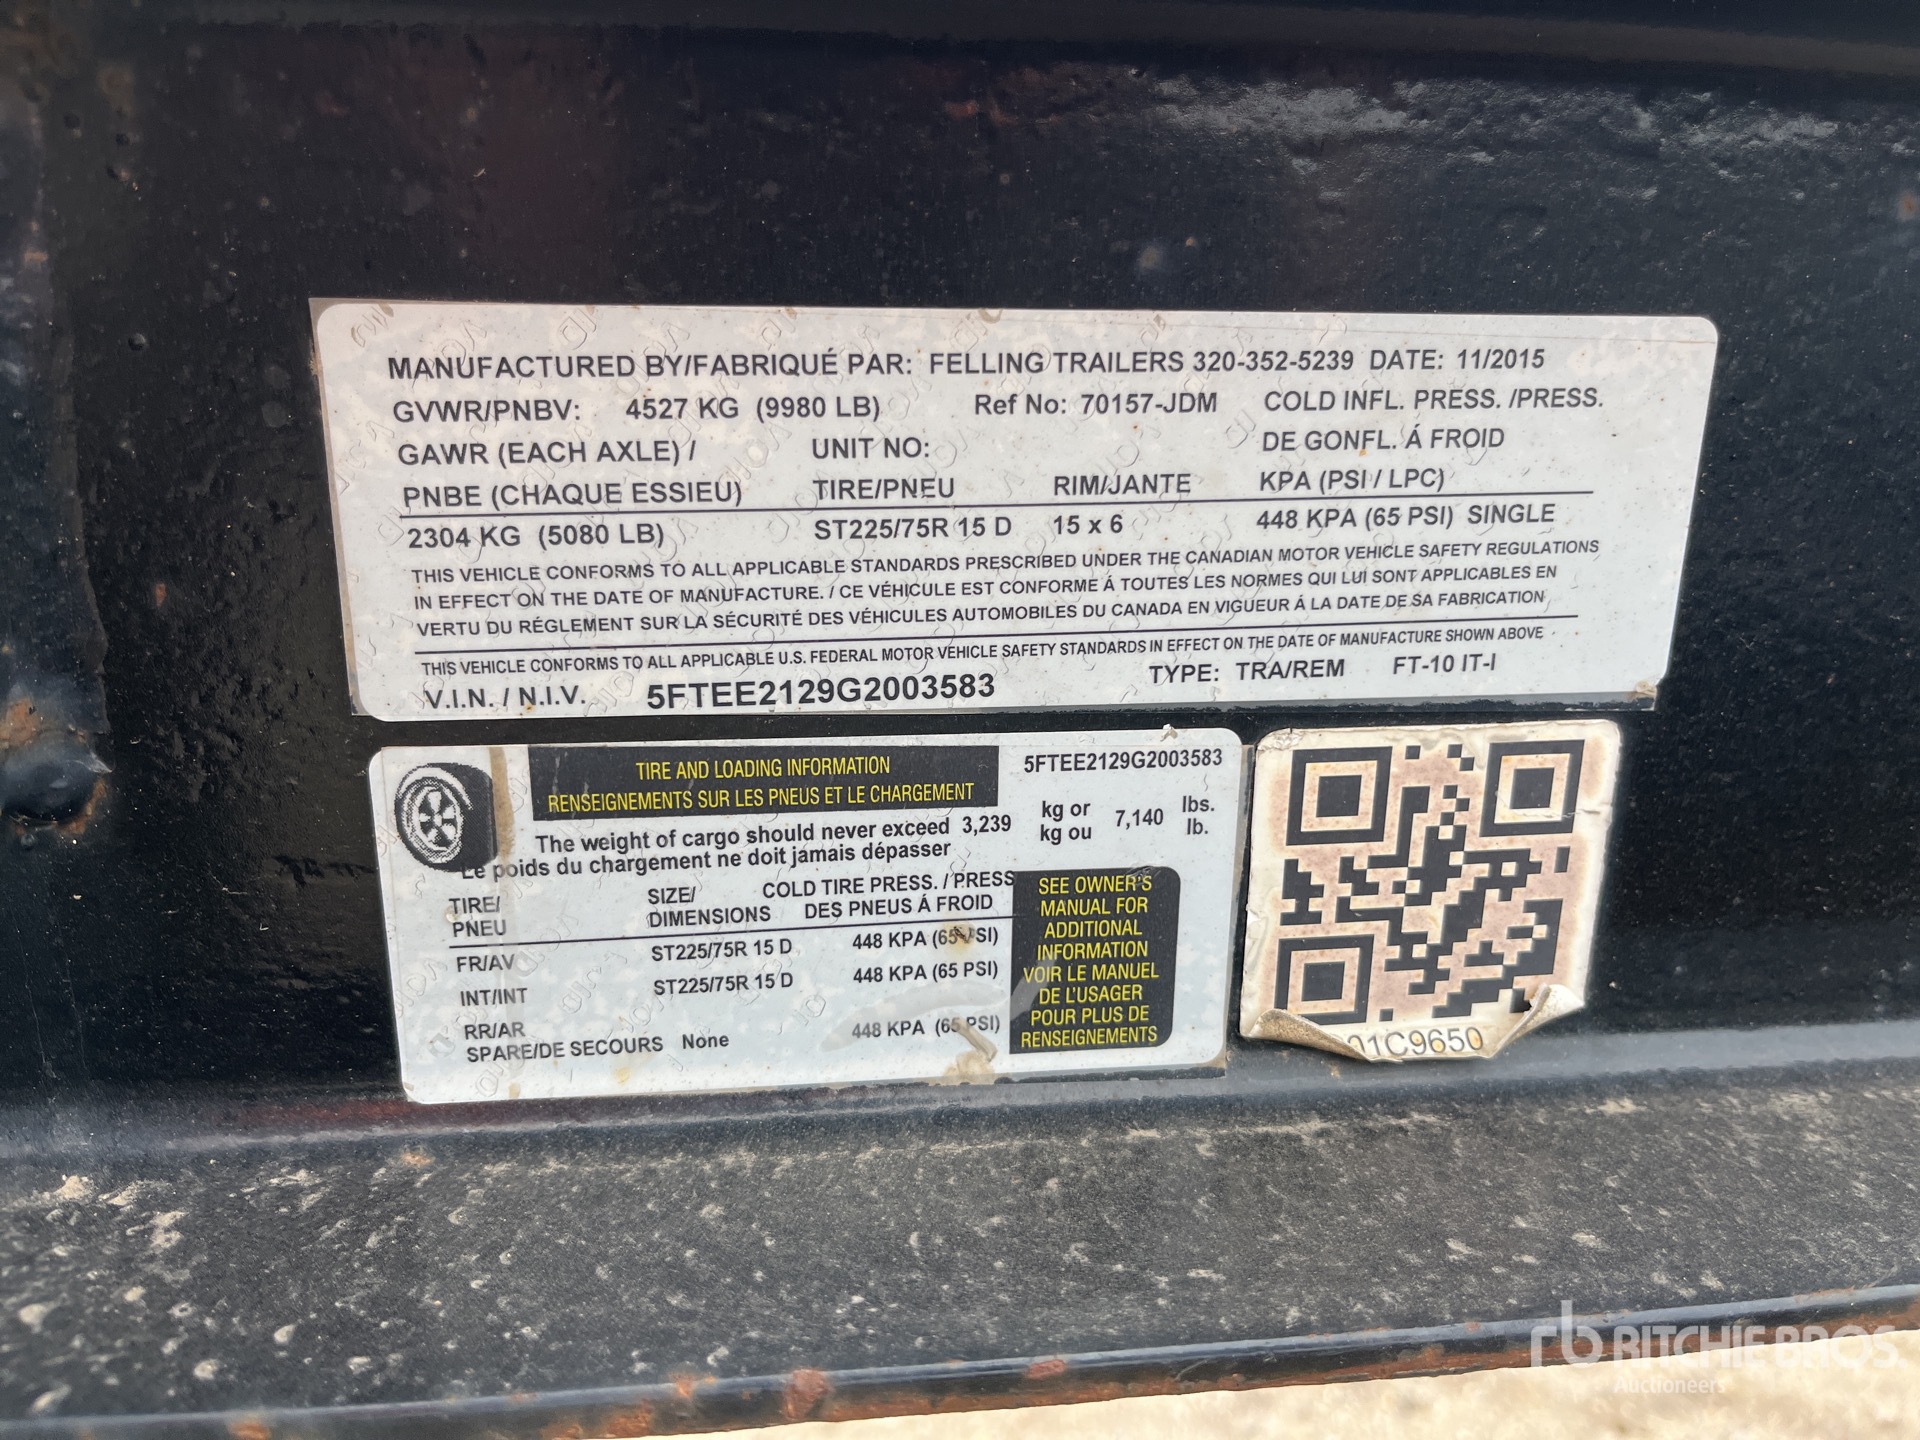 MANUFACTURED BY/FABRIQUÉ PAR: FELLING TRAILERS 320-352-5239 DATE: 11/2015
GVWR/PNBV: 4527 KG (9980 LB) Ref No: 70157-JDM COLD INFL. PRESS. /PRESS.
GAWR (EACH AXLE) / UNIT NO: DE GONFL. Á FROID
PNBE (CHAQUE ESSIEU) TIRE/PNEU RIM/JANTE KPA (PSI / LPC)
2304 KG (5080 LB) ST225/75R 15 D 15 x 6 448 KPA (65 PSI) SINGLE
THIS VEHICLE CONFORMS TO ALL APPLICABLE STANDARDS PRESCRIBED UNDER THE CANADIAN MOTOR VEHICLE SAFETY REGULATIONS
IN EFFECT ON THE DATE OF MANUFACTURE. / CE VÉHICULE EST CONFORME Á TOUTES LES NORMES QUI LUI SONT APPLICABLES EN
VERTU DU RÉGLEMENT SUR LA SÉCURITÉ DES VÉHICULES AUTOMOBILES DU CANADA EN VIGUEUR Á LA DATE DE SA FABRICATION
THIS VEHICLE CONFORMS TO ALL APPLICABLE U.S. FEDERAL MOTOR VEHICLE SAFETY STANDARDS IN EFFECT ON THE DATE OF MANUFACTURE SHOWN ABOVE
V.I.N. / N.I.V. 5FTEE2129G2003583 TYPE: TRA/REM FT-10 IT-I
TIRE AND LOADING INFORMATION
RENSEIGNEMENTS SUR LES PNEUS ET LE CHARGEMENT
5FTEE2129G2003583
The weight of cargo should never exceed 3,239 kg or 7,140 lbs.
Le poids du chargement ne doit jamais dépasser kg ou lb.
TIRE/ SIZE/ COLD TIRE PRESS. / PRESS
PNEU DIMENSIONS DES PNEUS Á FROID
FR/AV ST225/75R 15 D 448 KPA (65 PSI)
INT/INT ST225/75R 15 D 448 KPA (65 PSI)
RR/AR
SPARE/DE SECOURS None 448 KPA (65 PSI)
SEE OWNER'S
MANUAL FOR
ADDITIONAL
INFORMATION
VOIR LE MANUEL
DE L'USAGER
POUR PLUS DE
RENSEIGNEMENTS
01C9650
rb RITCHIE BROS.
Auctioneers